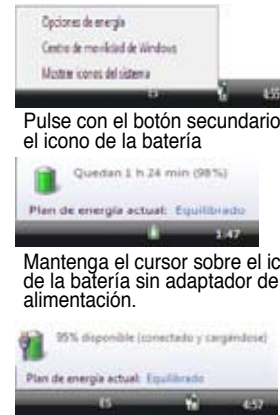 Opciones de energía
Centro de movilidad de Windows
Mostrar iconos del sistema
ES
4:55
Pulse con el botón secundario
el icono de la batería
Quedan 1 h 24 min (98%)
Plan de energía actual: Equilibrado
1:47
Mantenga el cursor sobre el ic
de la batería sin adaptador de
alimentación.
95% disponible (conectado y cargándose)
Plan de energía actual: Equilibrado
ES
4:57